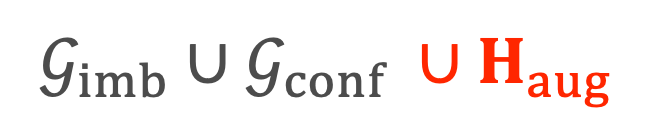 𝒢imb ∪ 𝒢conf ∪ Haug